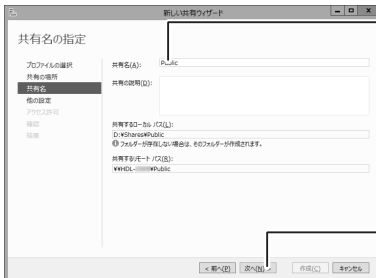 新しい共有ウィザード
共有名の指定
プロファイルの選択
共有の場所
共有名
他の設定
アクセス許可
確認
結果
共有名(A):
Public
共有の説明(D):
共有するローカル パス(L):
D:¥Shares¥Public
フォルダーが存在しない場合は、そのフォルダーが作成されます。
共有するリモート パス(R):
¥¥HDL-
¥Public
< 前へ(P)
次へ(N) >
作成(C)
キャンセル